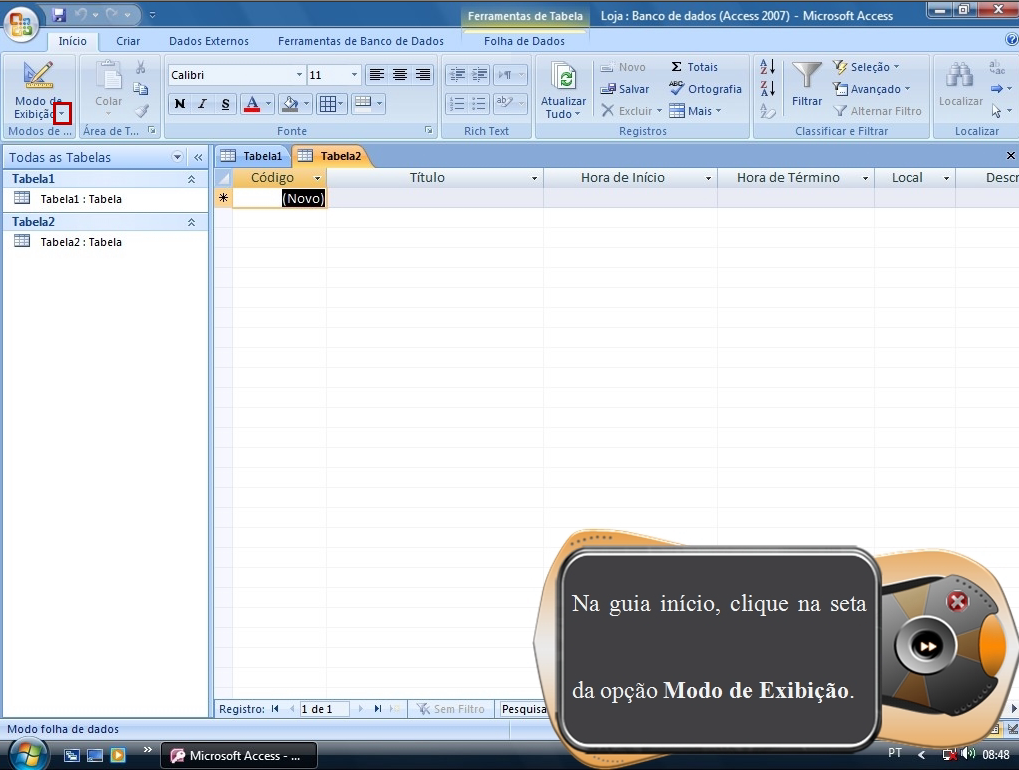 Ferramentas de Tabela
Loja : Banco de dados (Access 2007) - Microsoft Access
Início Criar Dados Externos Ferramentas de Banco de Dados Folha de Dados
Modo de
Exibição
Modos de ...
Colar
Área de T...
Calibri 11
N I S A
Fonte
Rich Text
Atualizar
Tudo
Novo
Salvar
Excluir
Σ Totais
Ortografia
Mais
Registros
Filtrar
Seleção
Avançado
Alternar Filtro
Classificar e Filtrar
Localizar
Localizar
Todas as Tabelas
Tabela1
Tabela1 : Tabela
Tabela2
Tabela2 : Tabela
Tabela1 Tabela2
Código Título Hora de Início Hora de Término Local Descr
(Novo)
Na guia início, clique na seta
da opção Modo de Exibição.
Registro: 1 de 1 Sem Filtro Pesquisa
Modo folha de dados
Microsoft Access - ...
PT 08:48